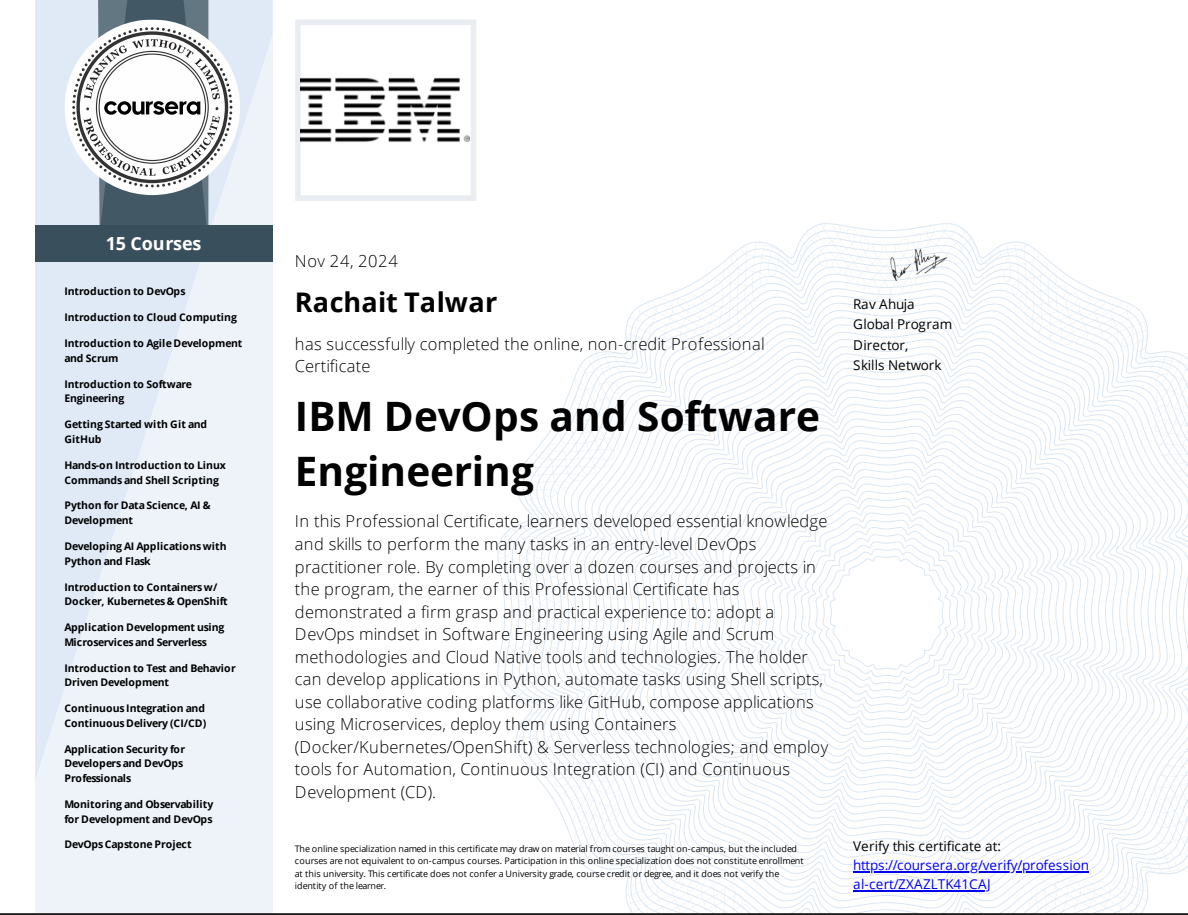 LEARNING WITHOUT LIMITS
coursera
PROFESSIONAL CERTIFICATE
15 Courses
Introduction to DevOps
Introduction to Cloud Computing
Introduction to Agile Development
and Scrum
Introduction to Software
Engineering
Getting Started with Git and
GitHub
Hands-on Introduction to Linux
Commands and Shell Scripting
Python for Data Science, AI &
Development
Developing AI Applications with
Python and Flask
Introduction to Containers w/
Docker, Kubernetes & OpenShift
Application Development using
Microservices and Serverless
Introduction to Test and Behavior
Driven Development
Continuous Integration and
Continuous Delivery (CI/CD)
Application Security for
Developers and DevOps
Professionals
Monitoring and Observability
for Development and DevOps
DevOps Capstone Project
IBM®
Nov 24, 2024
Rachait Talwar
has successfully completed the online, non-credit Professional
Certificate
IBM DevOps and Software
Engineering
In this Professional Certificate, learners developed essential knowledge
and skills to perform the many tasks in an entry-level DevOps
practitioner role. By completing over a dozen courses and projects in
the program, the earner of this Professional Certificate has
demonstrated a firm grasp and practical experience to: adopt a
DevOps mindset in Software Engineering using Agile and Scrum
methodologies and Cloud Native tools and technologies. The holder
can develop applications in Python, automate tasks using Shell scripts,
use collaborative coding platforms like GitHub, compose applications
using Microservices, deploy them using Containers
(Docker/Kubernetes/OpenShift) & Serverless technologies; and employ
tools for Automation, Continuous Integration (CI) and Continuous
Development (CD).
The online specialization named in this certificate may draw on material from courses taught on-campus, but the included
courses are not equivalent to on-campus courses. Participation in this online specialization does not constitute enrollment
at this university. This certificate does not confer a University grade, course credit or degree, and it does not verify the
identity of the learner.
Rav Ahuja
Rav Ahuja
Global Program
Director,
Skills Network
Verify this certificate at:
https://coursera.org/verify/profession
al-cert/ZXAZLTK41CAJ